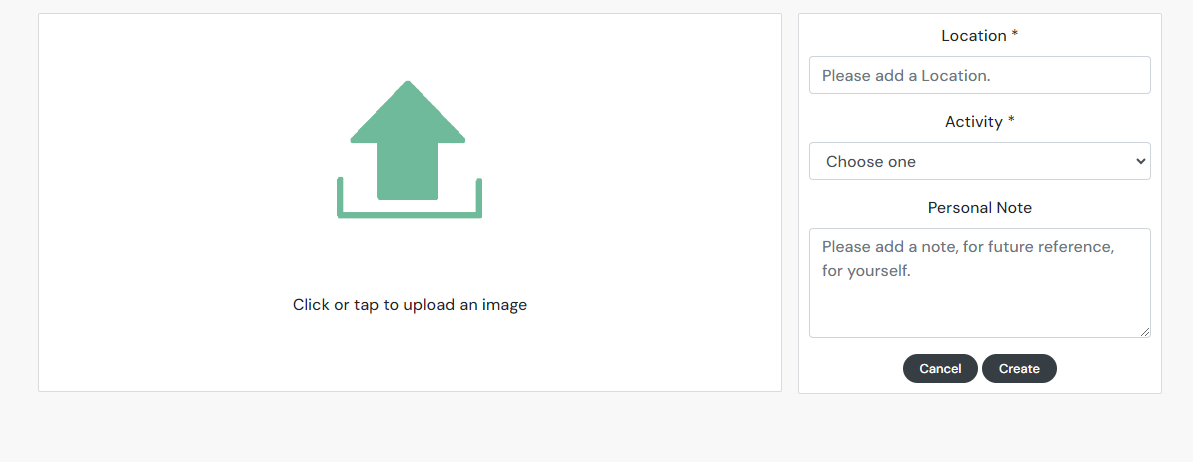 Click or tap to upload an image
Location *
Please add a Location.
Activity *
Choose one
Personal Note
Please add a note, for future reference,
for yourself.
Cancel Create